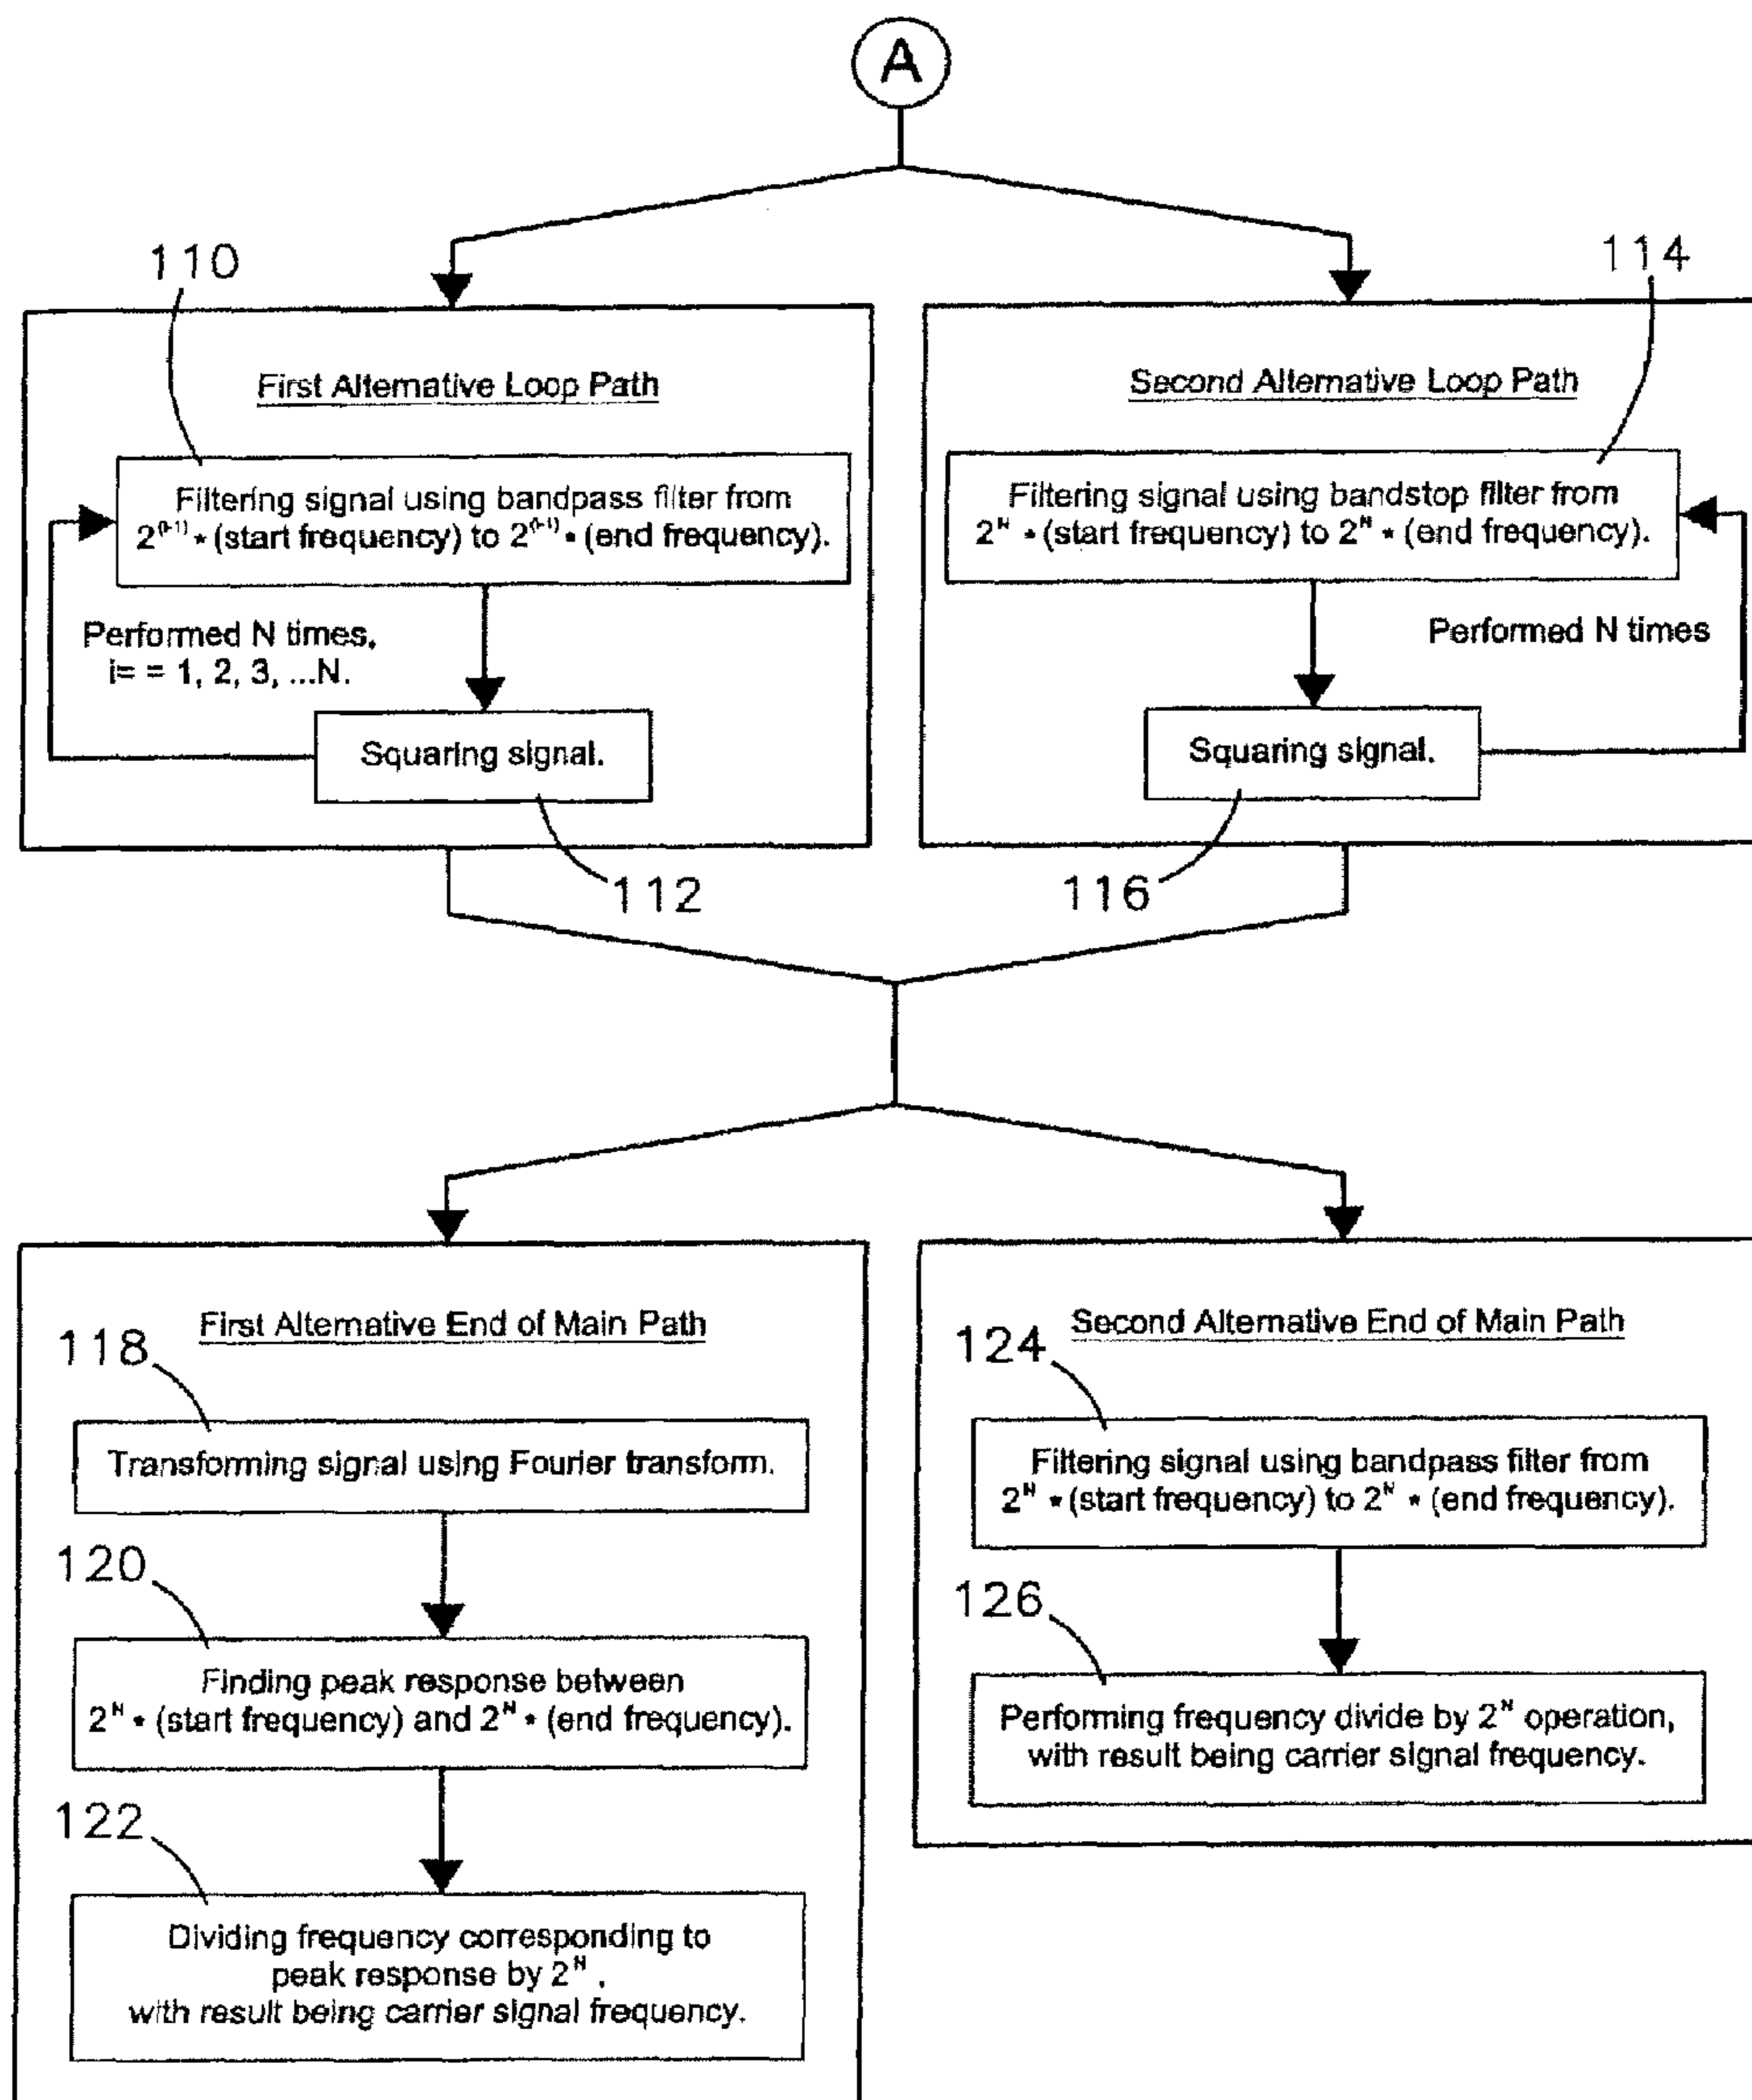 A
110
114
First Alternative Loop Path
Filtering signal using bandpass filter from
2^(i-1) * (start frequency) to 2^(i-1) * (end frequency).
Performed N times,
i= = 1, 2, 3, ...N.
Squaring signal.
112
Second Alternative Loop Path
Filtering signal using bandstop filter from
2^N * (start frequency) to 2^N * (end frequency).
Performed N times
Squaring signal.
116
First Alternative End of Main Path
118
Transforming signal using Fourier transform.
120
Finding peak response between
2^N * (start frequency) and 2^N * (end frequency).
122
Dividing frequency corresponding to
peak response by 2^N ,
with result being carrier signal frequency.
Second Alternative End of Main Path
124
Filtering signal using bandpass filter from
2^N * (start frequency) to 2^N * (end frequency).
126
Performing frequency divide by 2^N operation,
with result being carrier signal frequency.